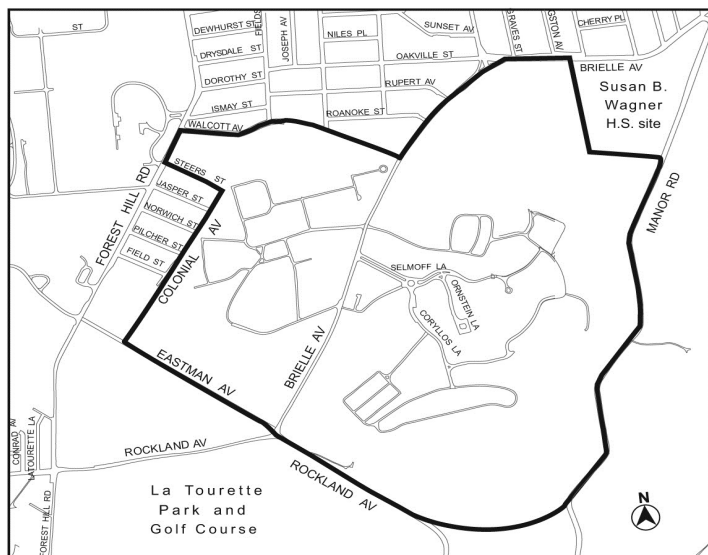 ST
DEWHURST ST
FIELDS
JOSEPH AV
NILES PL
SUNSET AV
GRAVES ST
GSTON AV
CHERRY PL
DRYSDALE ST
OAKVILLE ST
BRIELLE AV
DOROTHY ST
RUPERT AV
Susan B.
Wagner
H.S. site
ISMAY ST
ROANOKE ST
WALCOTT AV
STEERS ST
MANOR RD
FOREST HILL RD
JASPER ST
NORWICH ST
PILCHER ST
FIELD ST
COLONIAL AV
SELMOFF LA
ORNSTEIN LA
CORYLLOS LA
BRIELLE AV
EASTMAN AV
CONRAD AV
LATOURETTE LA
ROCKLAND AV
ROCKLAND AV
La Tourette
Park and
Golf Course
FOREST HILL RD
N